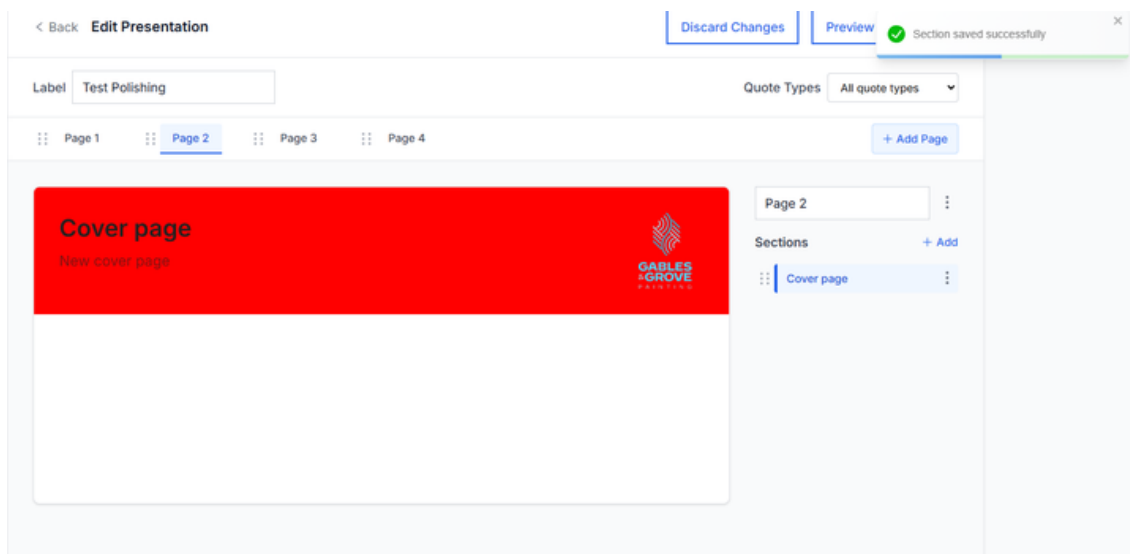 < Back Edit Presentation Discard Changes Preview
Section saved successfully
Label Test Polishing Quote Types All quote types
Page 1 Page 2 Page 3 Page 4 + Add Page
Cover page
New cover page
GABLES
&GROVE
PAINTING
Page 2
Sections + Add
Cover page